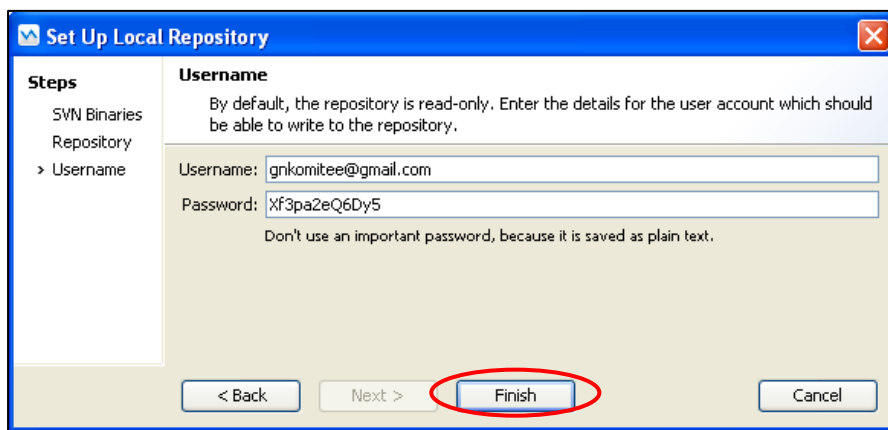 Set Up Local Repository
Steps
SVN Binaries
Repository
> Username
Username
By default, the repository is read-only. Enter the details for the user account which should
be able to write to the repository.
Username: gnkomitee@gmail.com
Password: Xf3pa2eQ6Dy5
Don't use an important password, because it is saved as plain text.
< Back
Next >
Finish
Cancel